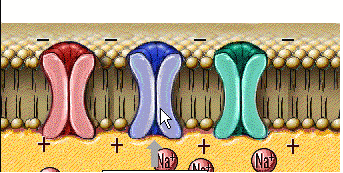 − − − −
+ + + +
Na+ Na+ Na+